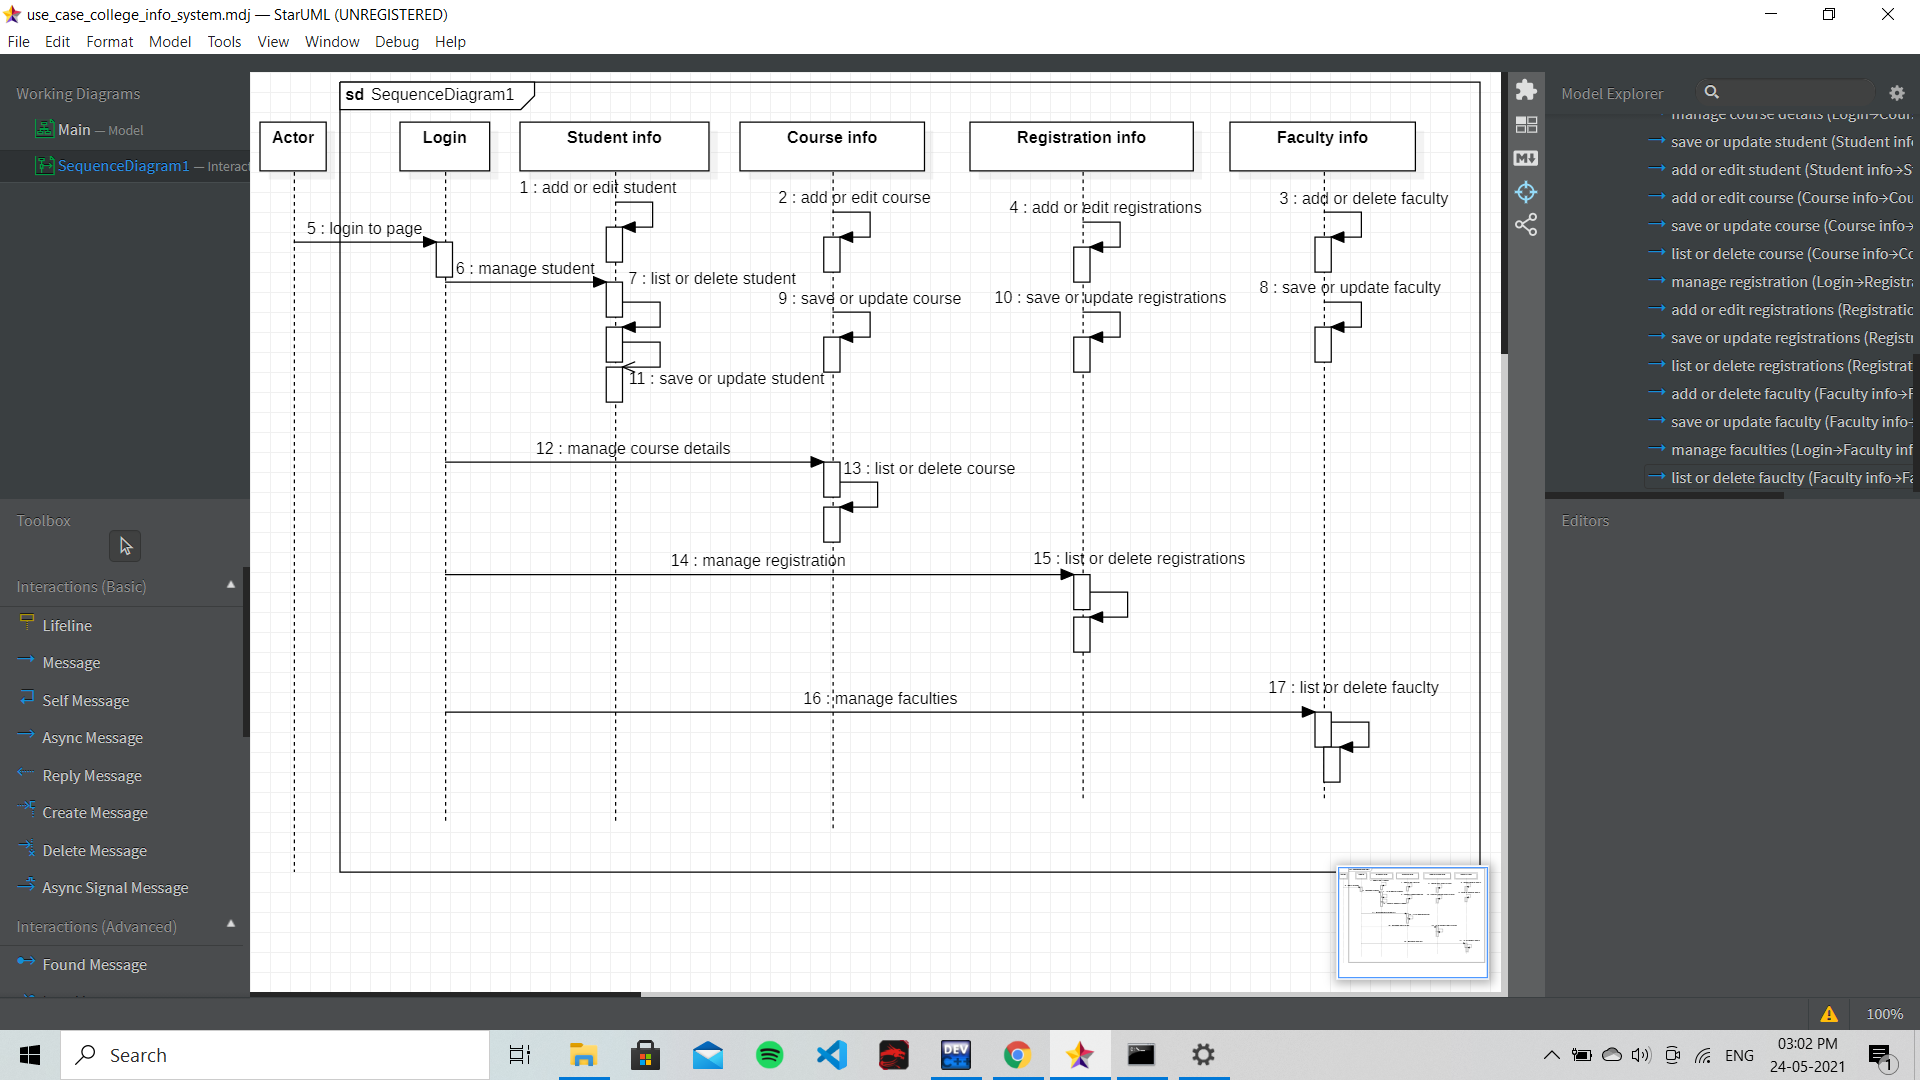 use_case_college_info_system.mdj — StarUML (UNREGISTERED)
File Edit Format Model Tools View Window Debug Help
Working Diagrams
Main — Model
SequenceDiagram1 — Interact
Toolbox
Interactions (Basic)
Lifeline
Message
Self Message
Async Message
Reply Message
Create Message
Delete Message
Async Signal Message
Interactions (Advanced)
Found Message
sd SequenceDiagram1
Actor Login Student info Course info Registration info Faculty info
1 : add or edit student
2 : add or edit course
4 : add or edit registrations
3 : add or delete faculty
5 : login to page
6 : manage student
7 : list or delete student
9 : save or update course
10 : save or update registrations
8 : save or update faculty
11 : save or update student
12 : manage course details
13 : list or delete course
14 : manage registration
15 : list or delete registrations
16 : manage faculties
17 : list or delete fauclty
Model Explorer
manage course details (Login→Cour
save or update student (Student inf
add or edit student (Student info→S
add or edit course (Course info→Cou
save or update course (Course info→
list or delete course (Course info→Co
manage registration (Login→Registra
add or edit registrations (Registratio
save or update registrations (Registr
list or delete registrations (Registrat
add or delete faculty (Faculty info→F
save or update faculty (Faculty info→
manage faculties (Login→Faculty inf
list or delete fauclty (Faculty info→Fa
Editors
100%
Search
DEV C++
ENG
03:02 PM
24-05-2021
1